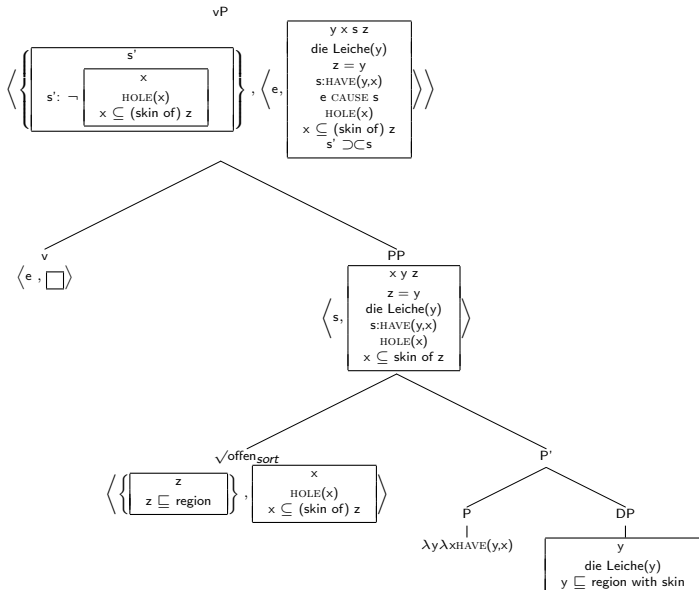 vP
y x s z
die Leiche(y)
z = y
s:HAVE(y,x)
e CAUSE s
HOLE(x)
x ⊆ (skin of) z
s' ⊃⊂ s
s'
s': ¬
x
HOLE(x)
x ⊆ (skin of) z
, ⟨e,
v
⟨e , □⟩
PP
x y z
⟨s,
z = y
die Leiche(y)
s:HAVE(y,x)
HOLE(x)
x ⊆ skin of z
√offensort
z
z ⊑ region
,
x
HOLE(x)
x ⊆ (skin of) z
P'
P
λyλxHAVE(y,x)
DP
y
die Leiche(y)
y ⊑ region with skin